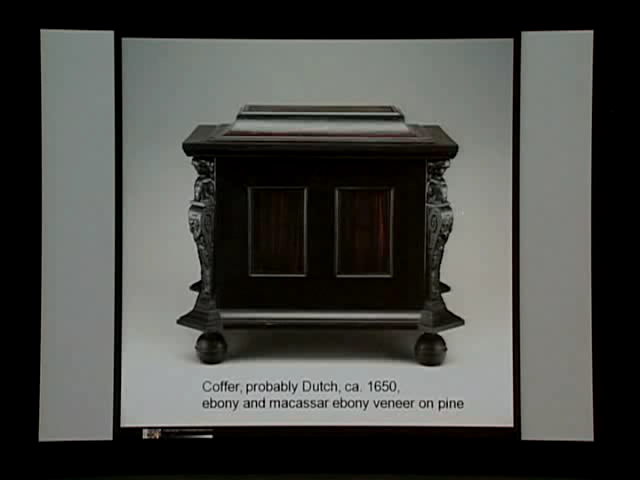 Coffer, probably Dutch, ca. 1650,
ebony and macassar ebony veneer on pine